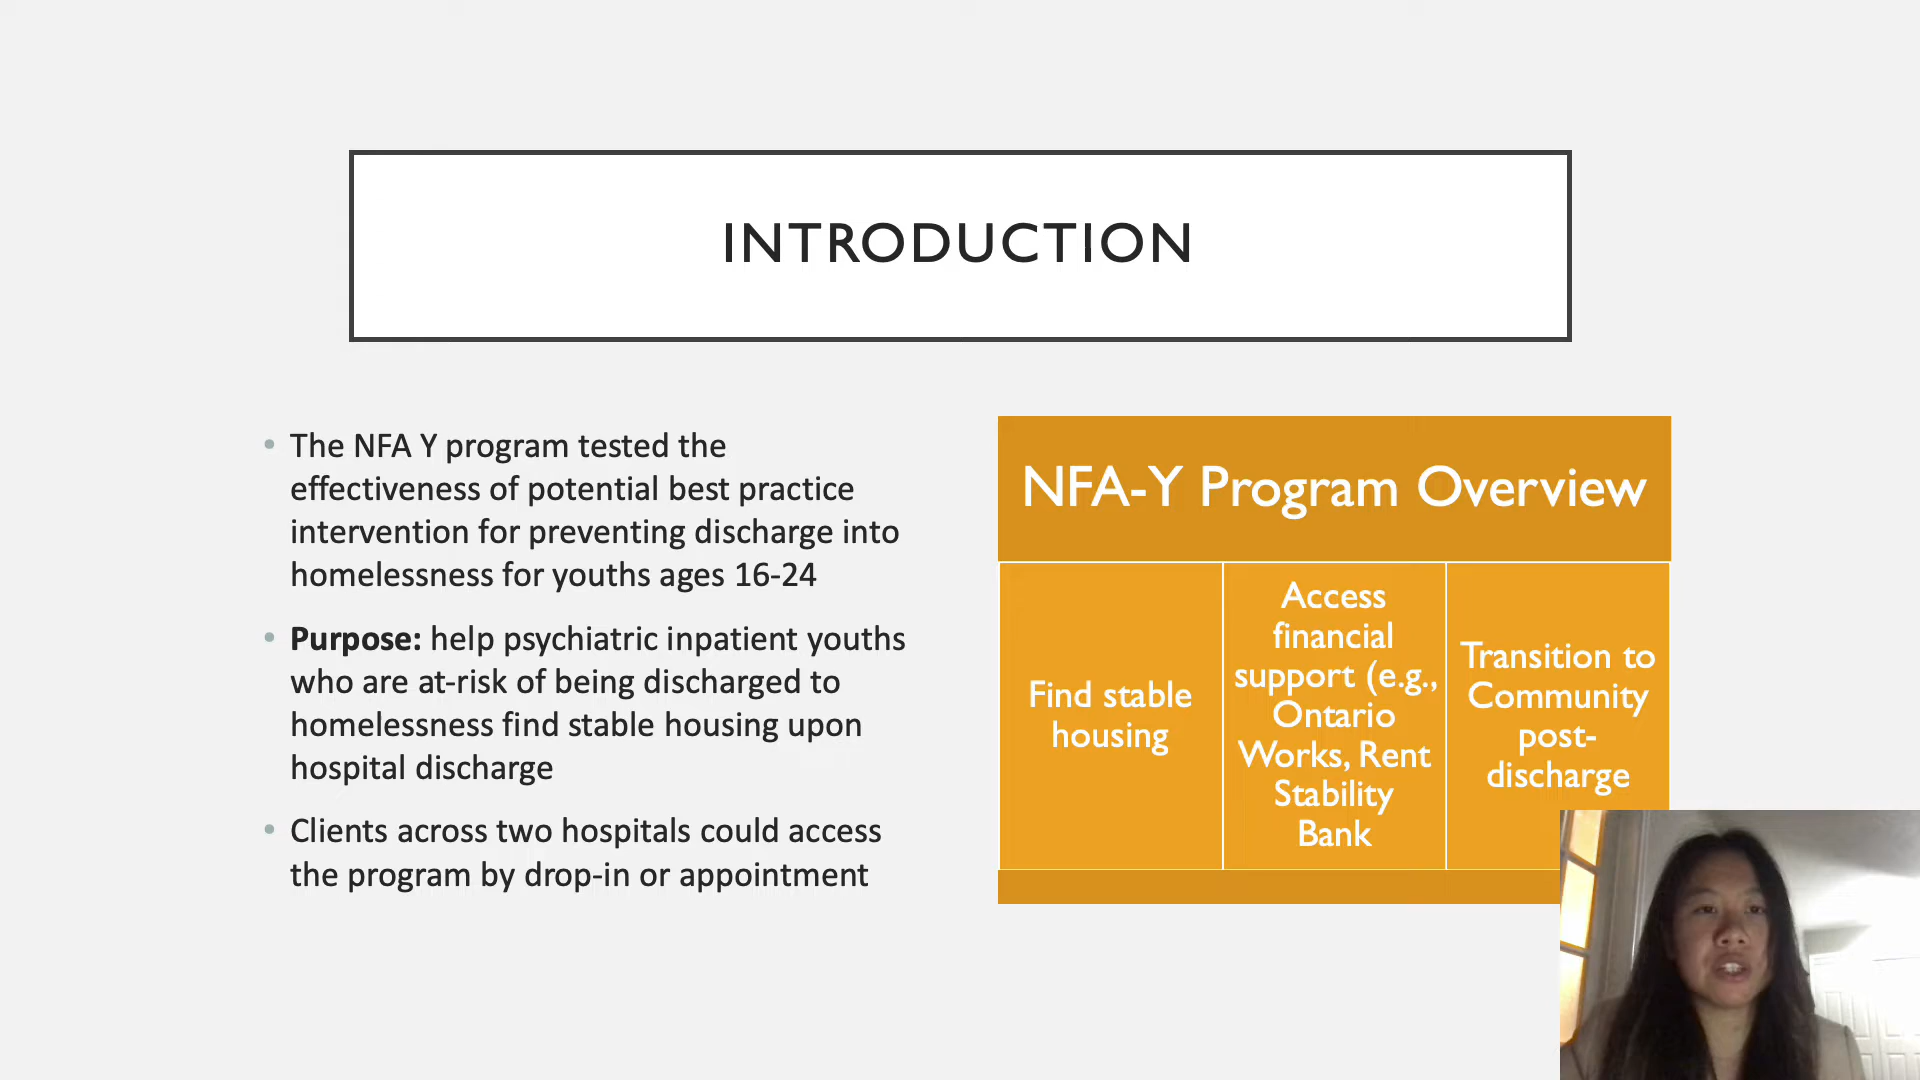 INTRODUCTION
• The NFA Y program tested the
effectiveness of potential best practice
intervention for preventing discharge into
homelessness for youths ages 16-24
• Purpose: help psychiatric inpatient youths
who are at-risk of being discharged to
homelessness find stable housing upon
hospital discharge
• Clients across two hospitals could access
the program by drop-in or appointment
NFA-Y Program Overview
Find stable
housing
Access
financial
support (e.g.,
Ontario
Works, Rent
Stability
Bank
Transition to
Community
post-
discharge